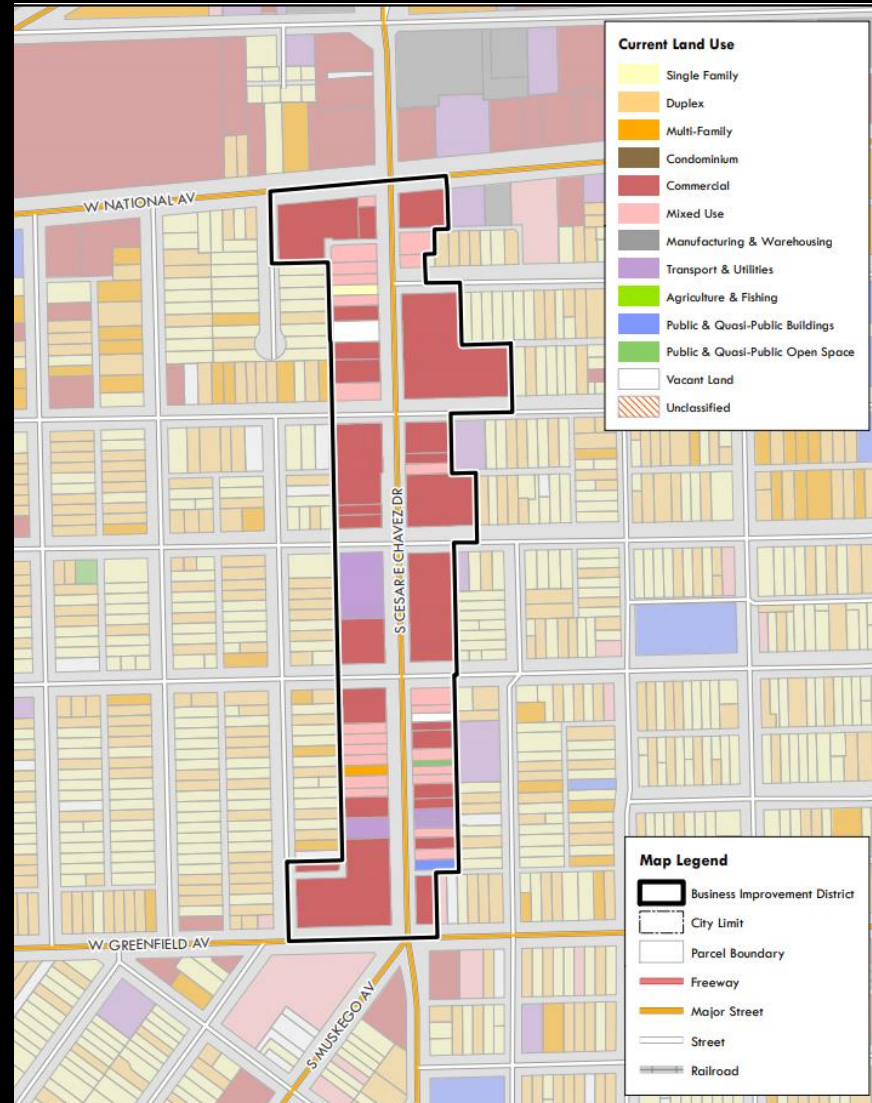 Current Land Use
Single Family
Duplex
Multi-Family
Condominium
Commercial
Mixed Use
Manufacturing & Warehousing
Transport & Utilities
Agriculture & Fishing
Public & Quasi-Public Buildings
Public & Quasi-Public Open Space
Vacant Land
Unclassified
W NATIONAL AV
S CESAR E CHAVEZ DR
W GREENFIELD AV
S MUSKEGO AV
Map Legend
Business Improvement District
City Limit
Parcel Boundary
Freeway
Major Street
Street
Railroad